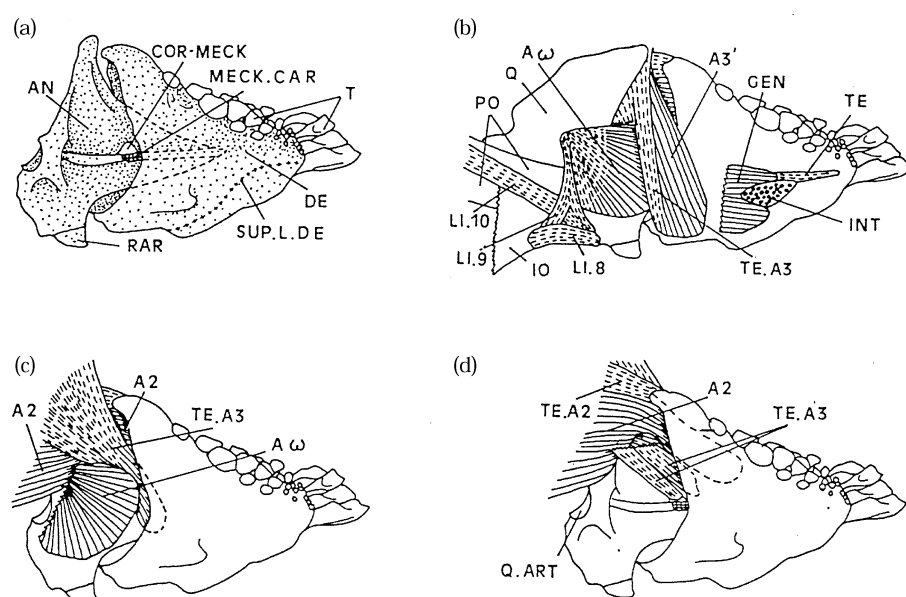 (a)
COR-MECK
MECK.CAR
AN
T
DE
SUP.L.DE
RAR
(b)
Aω
Q
PO
A3'
GEN
TE
LI.10
LI.9
IO
LI.8
TE.A3
INT
(c)
A2
A2
TE.A3
Aω
(d)
TE.A2
A2
TE.A3
Q.ART